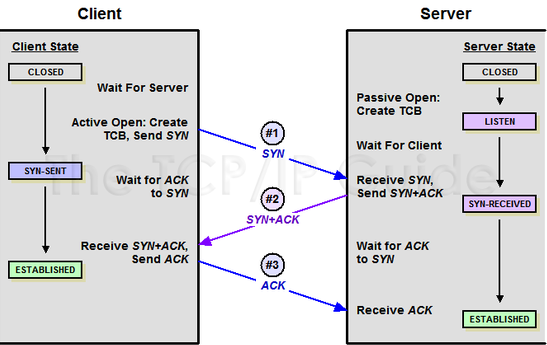 Client
Server
Client State
Server State
CLOSED
Wait For Server
CLOSED
Passive Open:
Create TCB
Active Open: Create
TCB, Send SYN
#1
SYN
LISTEN
Wait For Client
The TCP/IP Guide
SYN-SENT
Wait for ACK
to SYN
#2
SYN+ACK
Receive SYN,
Send SYN+ACK
SYN-RECEIVED
Receive SYN+ACK,
Send ACK
#3
ACK
Wait for ACK
to SYN
ESTABLISHED
Receive ACK
ESTABLISHED